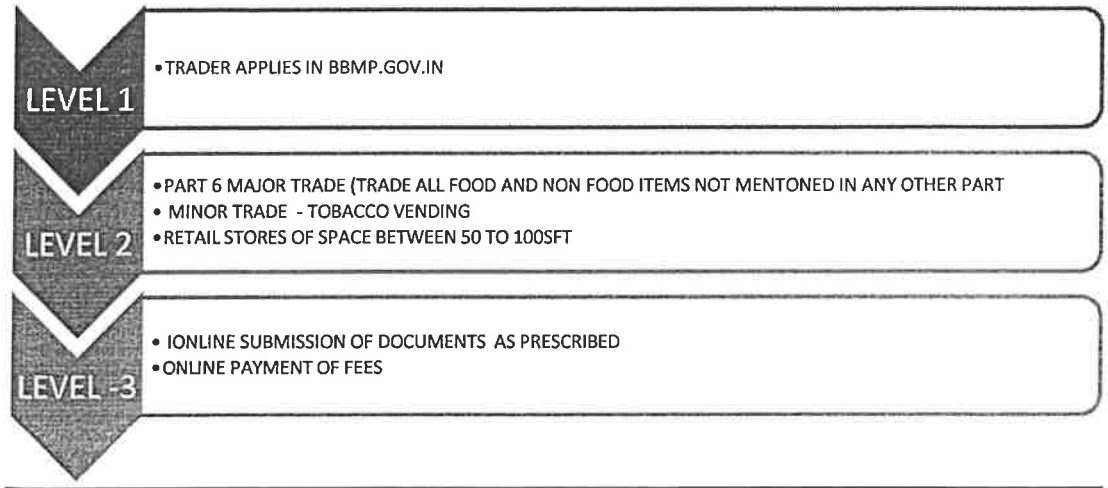 LEVEL 1
•TRADER APPLIES IN BBMP.GOV.IN
LEVEL 2
•PART 6 MAJOR TRADE (TRADE ALL FOOD AND NON FOOD ITEMS NOT MENTONED IN ANY OTHER PART
• MINOR TRADE - TOBACCO VENDING
•RETAIL STORES OF SPACE BETWEEN 50 TO 100SFT
LEVEL -3
• IONLINE SUBMISSION OF DOCUMENTS AS PRESCRIBED
•ONLINE PAYMENT OF FEES